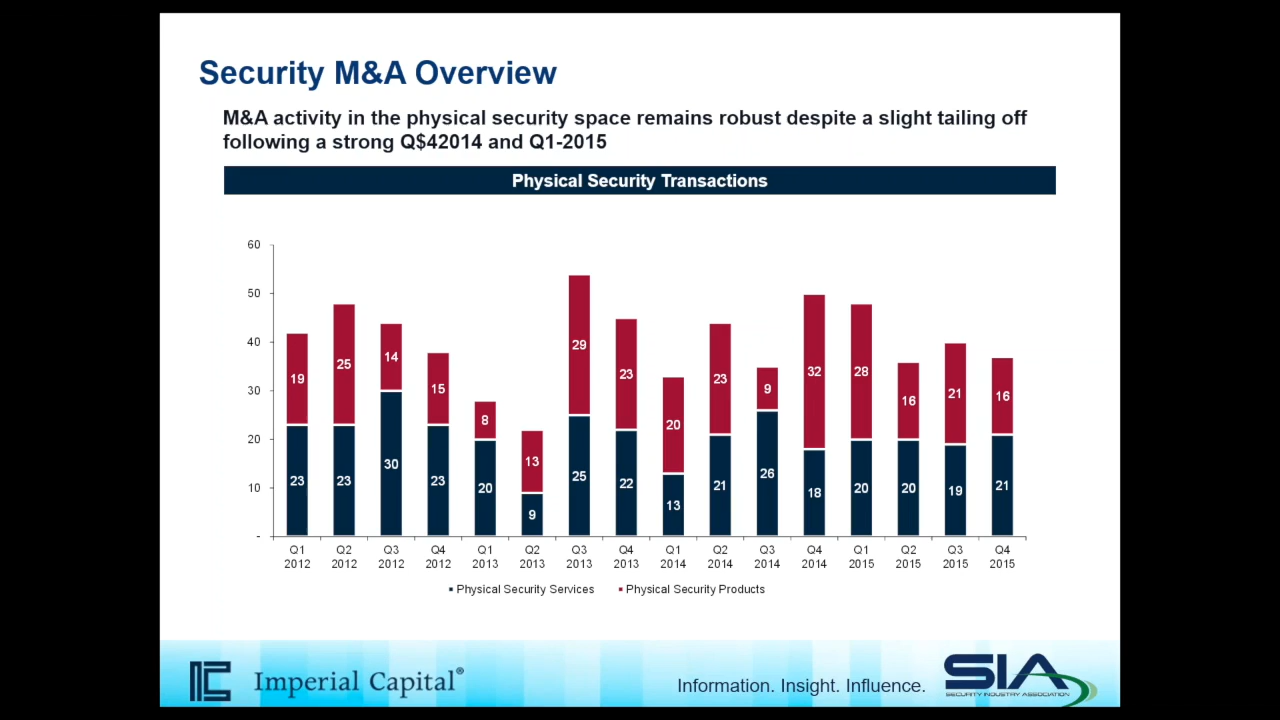 Security M&A Overview
M&A activity in the physical security space remains robust despite a slight tailing off
following a strong Q$42014 and Q1-2015
Physical Security Transactions
60
50
40
30
20
10
-
19 25 14 15 8 13 29 23 20 23 9 32 28 16 21 16
23 23 30 23 20 9 25 22 13 21 26 18 20 20 19 21
Q1 Q2 Q3 Q4 Q1 Q2 Q3 Q4 Q1 Q2 Q3 Q4 Q1 Q2 Q3 Q4
2012 2012 2012 2012 2013 2013 2013 2013 2014 2014 2014 2014 2015 2015 2015 2015
Physical Security Services Physical Security Products
IC Imperial Capital®
Information. Insight. Influence.
SIA
SECURITY INDUSTRY ASSOCIATION